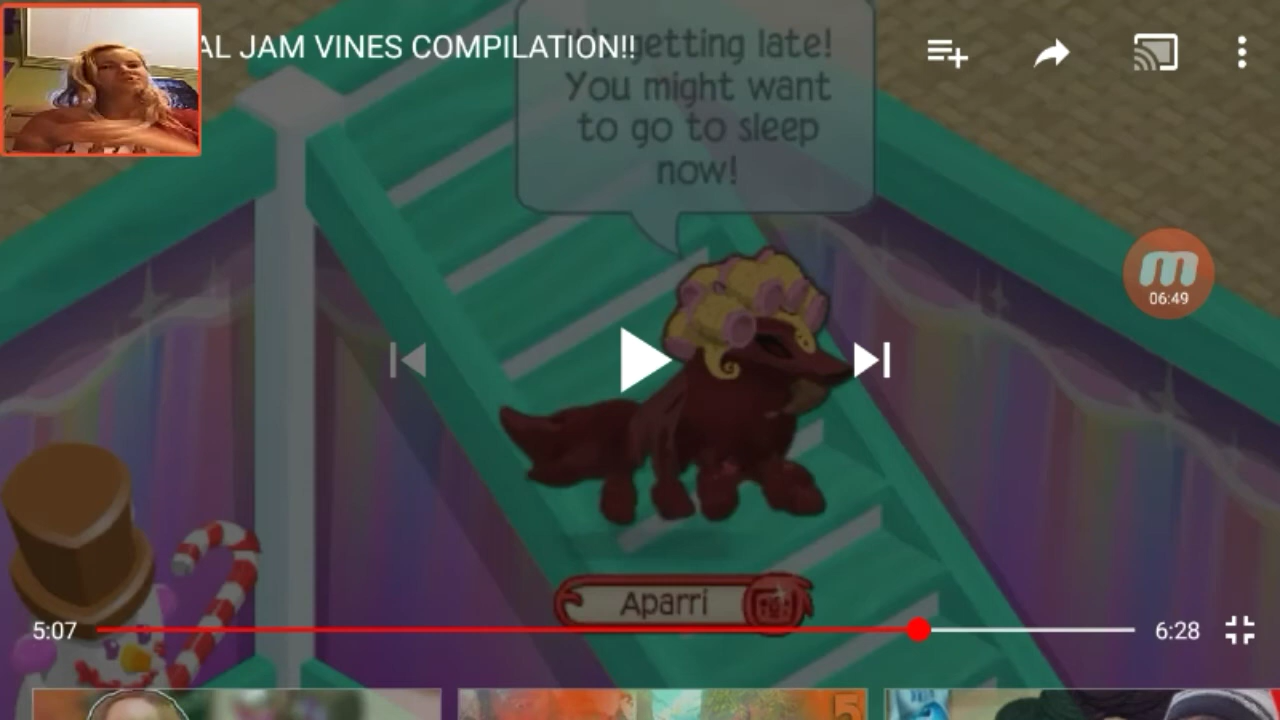 AL JAM VINES COMPILATION!!
getting late!
You might want
to go to sleep
now!
m
06:49
Aparri
5:07
6:28
5